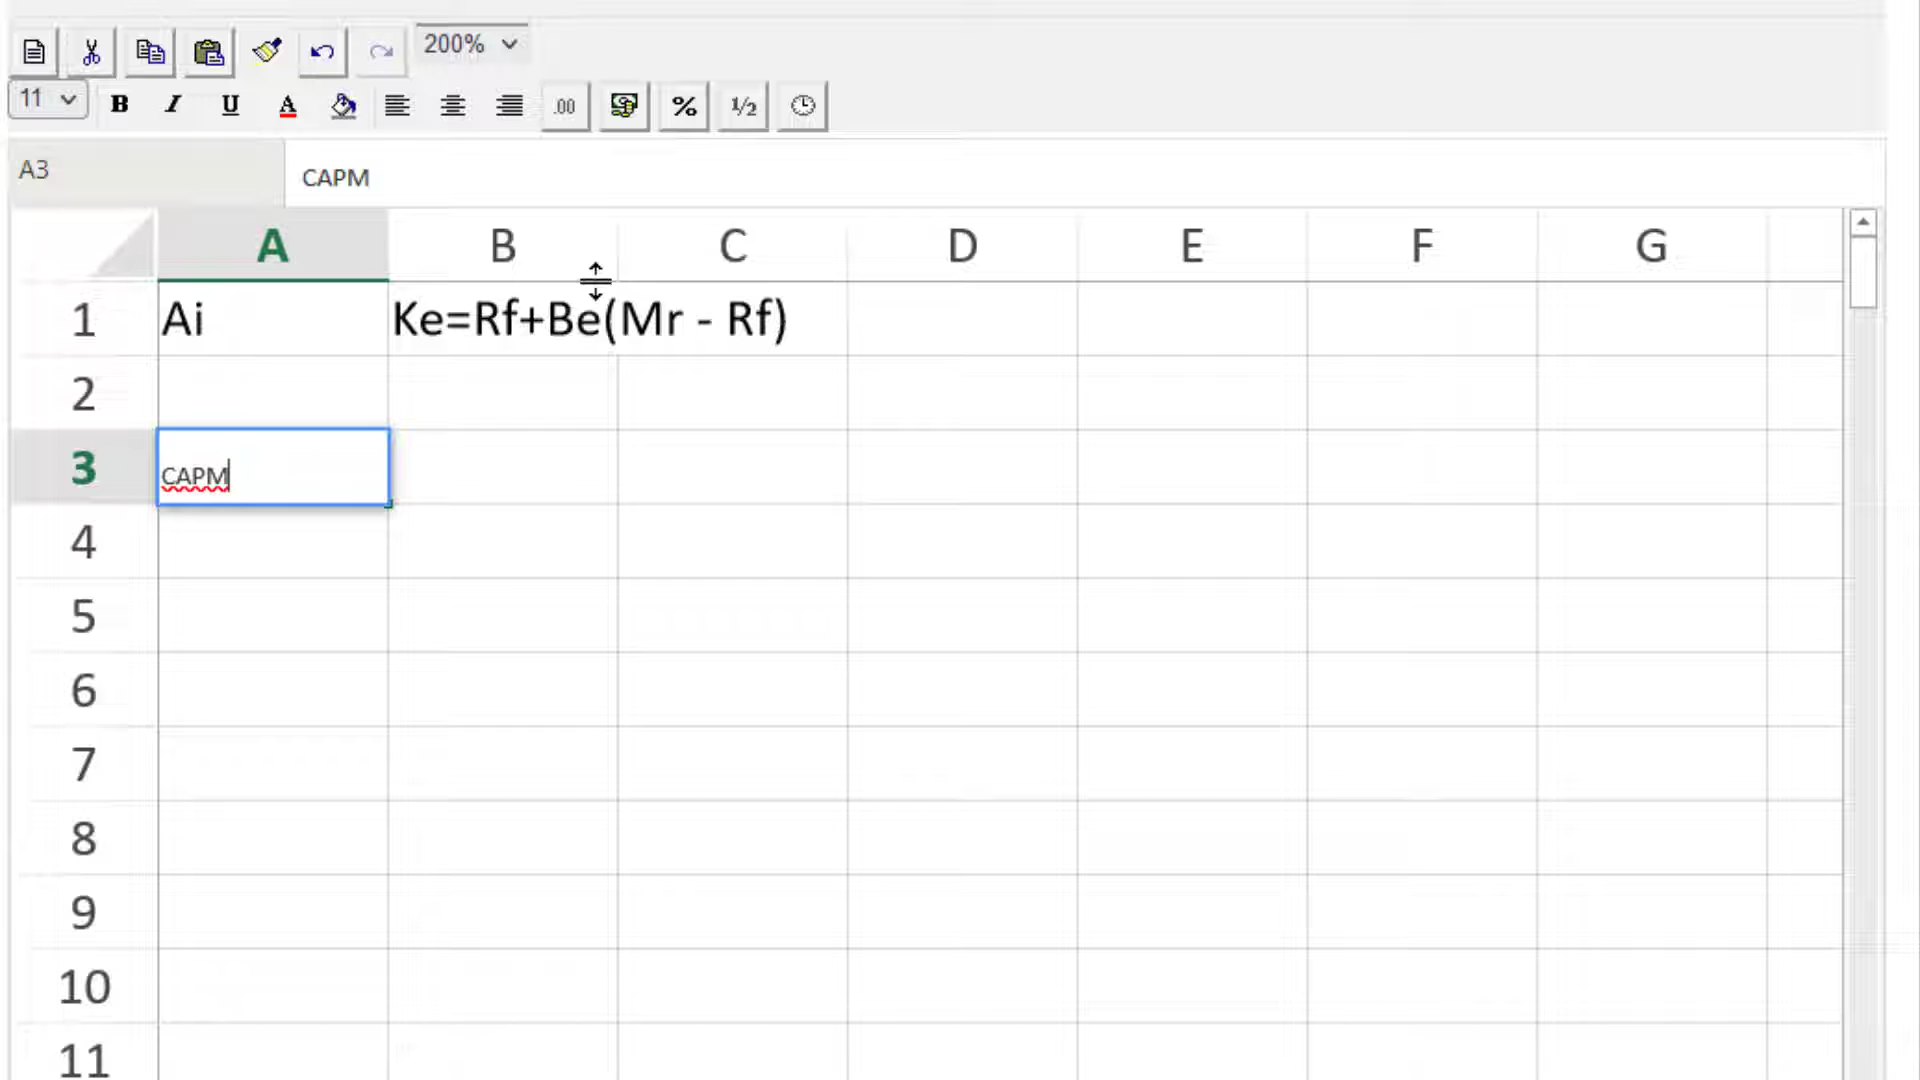 200%
11 B I U A .00 % 1/2
A3 CAPM
A B C D E F G
1 Ai Ke=Rf+Be(Mr - Rf)
2
3 CAPM
4
5
6
7
8
9
10
11